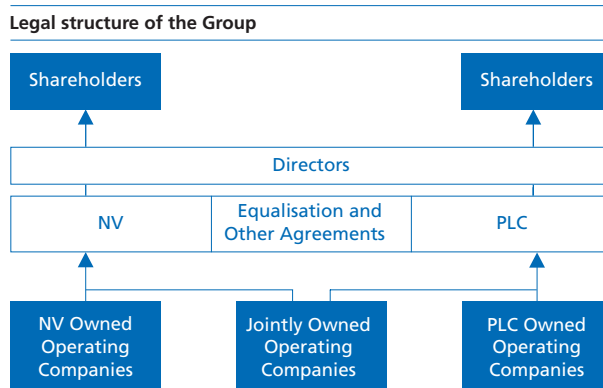 Legal structure of the Group
Shareholders
Shareholders
Directors
NV
Equalisation and
Other Agreements
PLC
NV Owned
Operating
Companies
Jointly Owned
Operating
Companies
PLC Owned
Operating
Companies